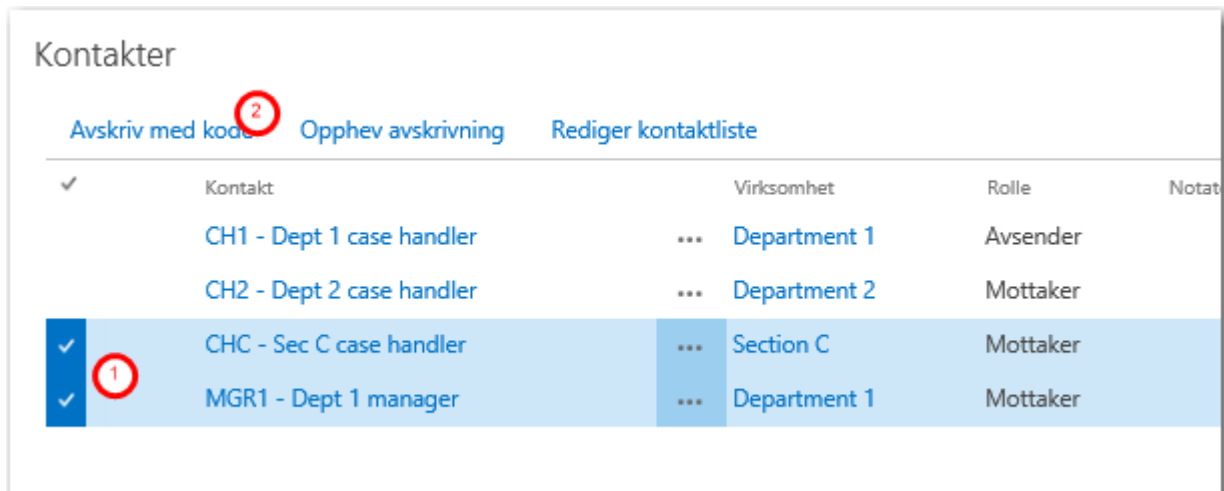 Kontakter
2
Avskriv med kode Opphev avskrivning Rediger kontaktliste
Kontakt Virksomhet Rolle Notat
CH1 - Dept 1 case handler ... Department 1 Avsender
CH2 - Dept 2 case handler ... Department 2 Mottaker
CHC - Sec C case handler ... Section C Mottaker
1
MGR1 - Dept 1 manager ... Department 1 Mottaker